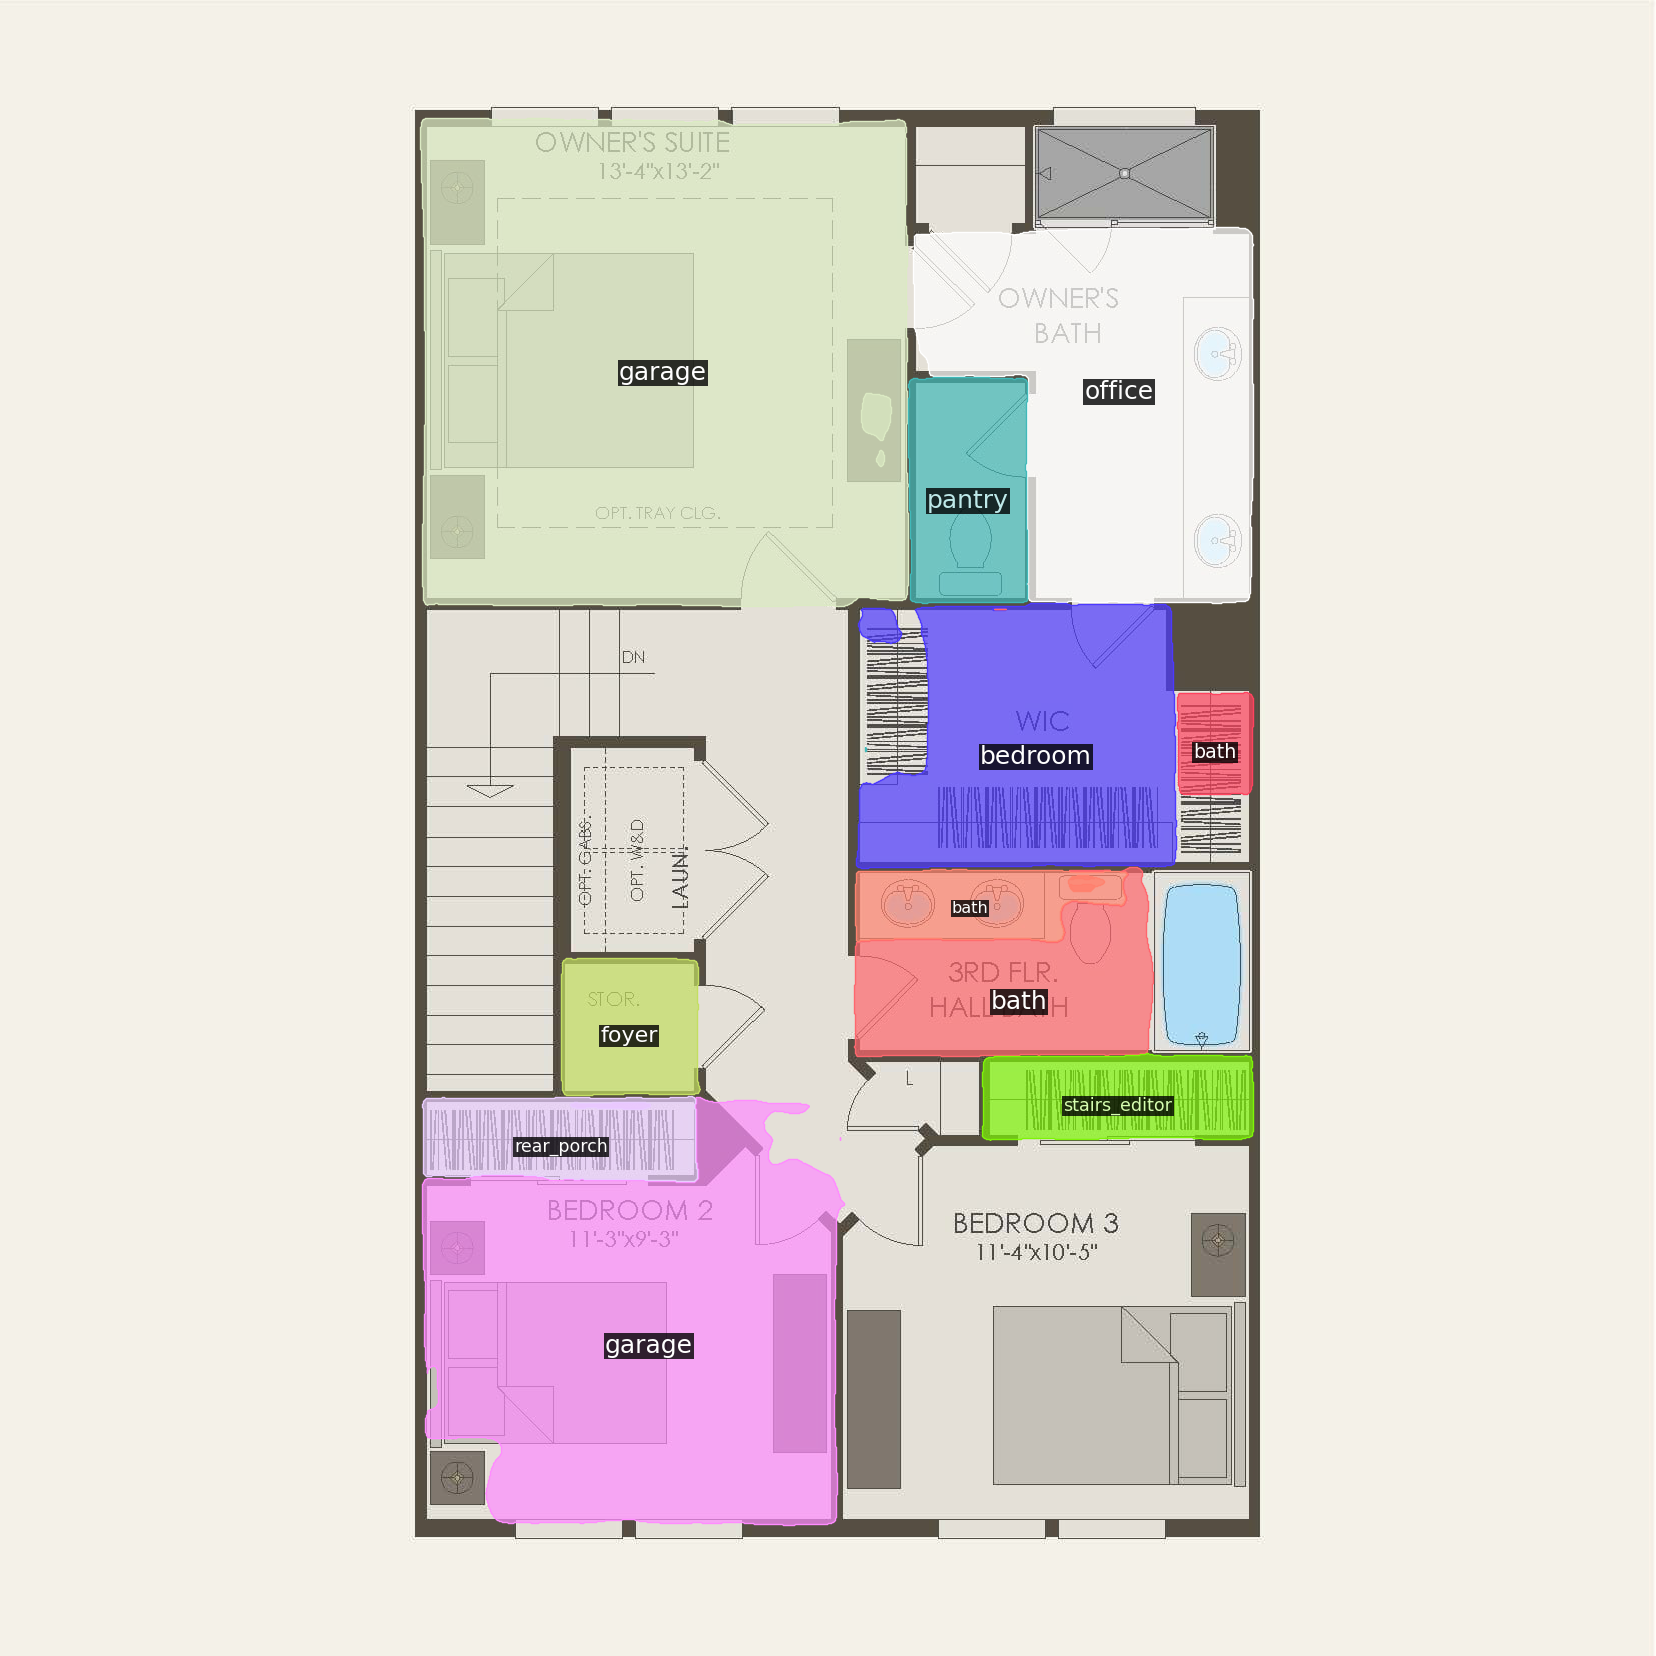 OWNER'S SUITE
13'-4"x13'-2"
garage
OPT. TRAY CLG.
OWNER'S
BATH
office
pantry
DN
WIC
bedroom
bath
OPT. CABS.
OPT. W&D
LAUN.
bath
3RD FLR.
HALL BATH
bath
STOR.
foyer
L
stairs_editor
rear_porch
BEDROOM 2
11'-3"x9'-3"
garage
BEDROOM 3
11'-4"x10'-5"